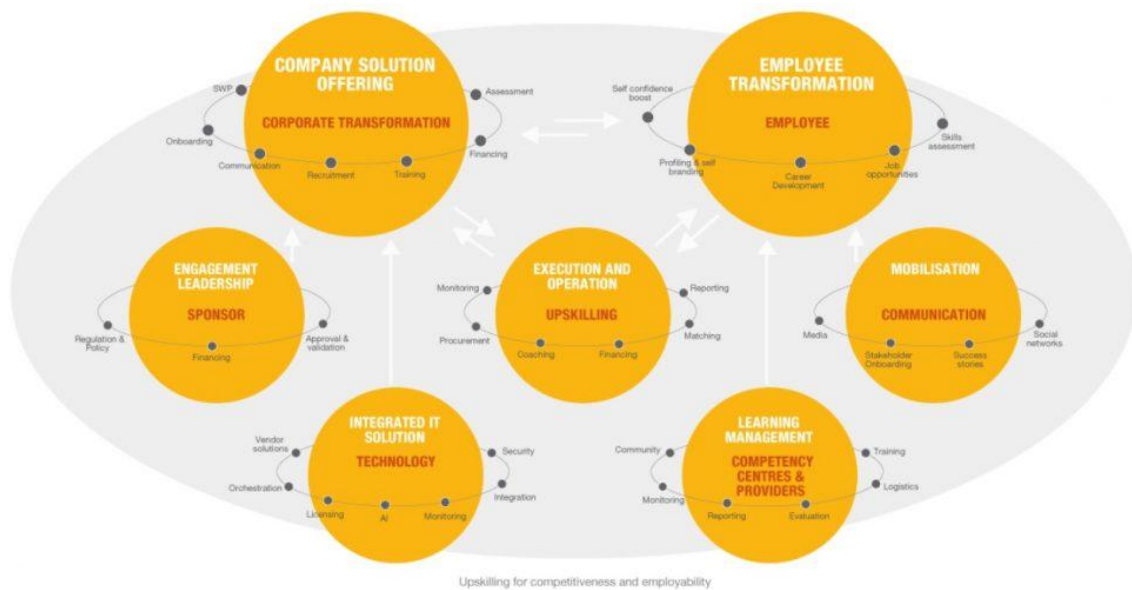 COMPANY SOLUTION
OFFERING
CORPORATE TRANSFORMATION
SWP
Assessment
Onboarding
Financing
Communication
Recruitment
Training
EMPLOYEE
TRANSFORMATION
EMPLOYEE
Self confidence
boost
Skills
assessment
Profiling & self
branding
Career
Development
Job
opportunities
ENGAGEMENT
LEADERSHIP
SPONSOR
Regulation &
Policy
Financing
Approval &
validation
EXECUTION AND
OPERATION
UPSKILLING
Monitoring
Reporting
Procurement
Matching
Coaching
Financing
MOBILISATION
COMMUNICATION
Media
Social
networks
Stakeholder
Onboarding
Success
stories
INTEGRATED IT
SOLUTION
TECHNOLOGY
Vendor
solutions
Security
Orchestration
Integration
Licensing
AI
Monitoring
LEARNING
MANAGEMENT
COMPETENCY
CENTRES &
PROVIDERS
Community
Training
Monitoring
Logistics
Reporting
Evaluation
Upskilling for competitiveness and employability